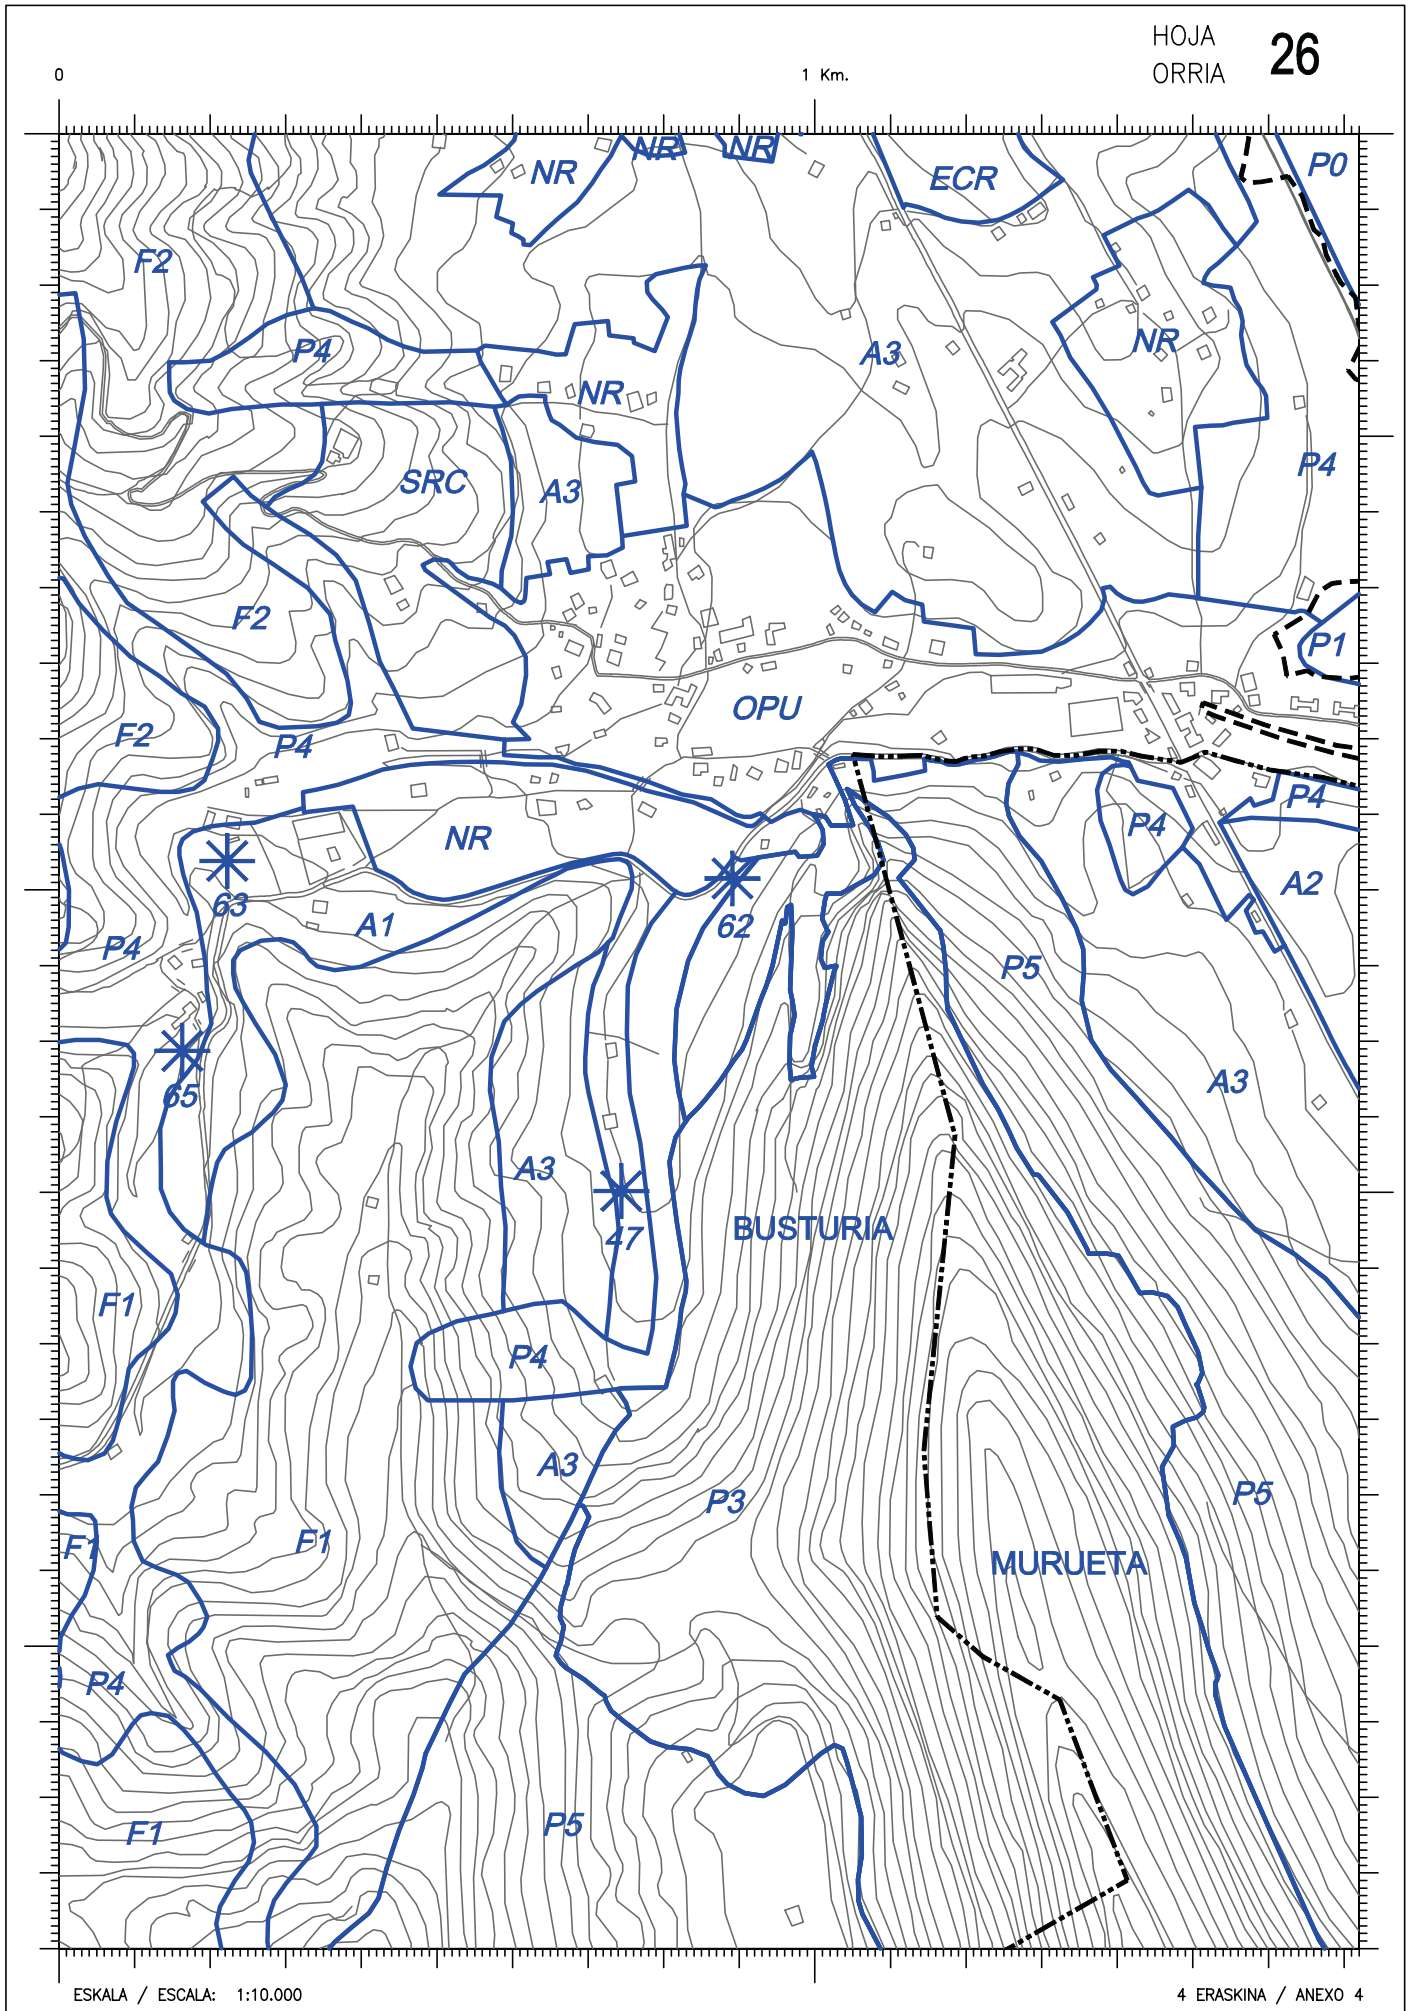 HOJA
ORRIA 26
0 1 Km.
NR NR
P0
NR ECR
F2
NR
P4 A3
NR
P4
SRC A3
F2
P1
OPU
F2 P4
P4
P4
NR
A2
63 A1 62
P4
P5
A3
65
A3
BUSTURIA
47
F1
P4
A3
P3 P5
F1 F1
MURUETA
P4
P5
F1
ESKALA / ESCALA: 1:10.000
4 ERASKINA / ANEXO 4